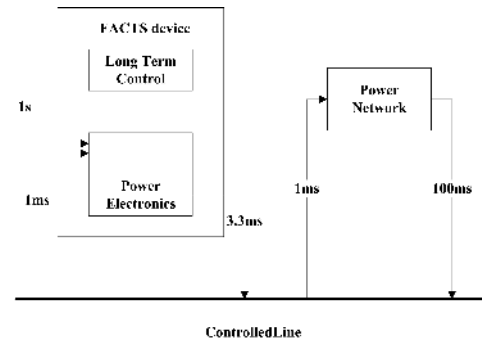 FACTS device
Long Term
Control
1s
Power
Network
1ms
Power
Electronics
3.3ms
1ms
100ms
ControlledLine